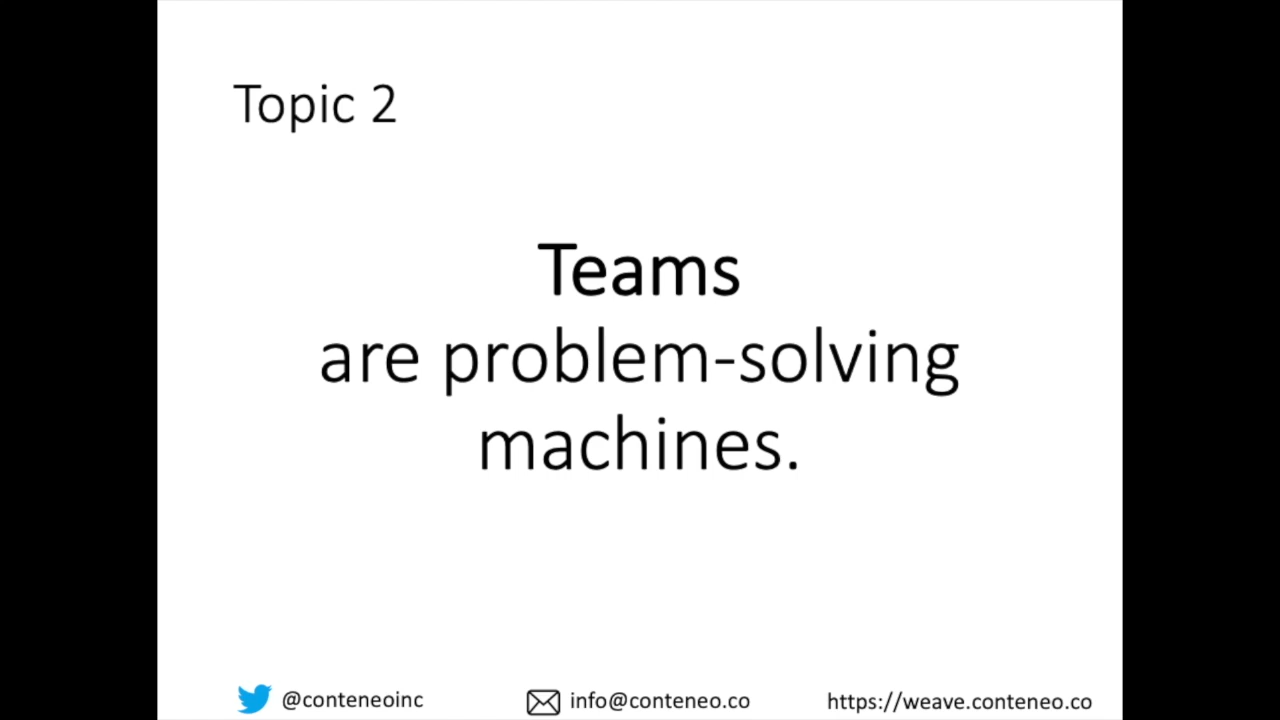 Topic 2
Teams
are problem-solving
machines.
@conteneoinc info@conteneo.co https://weave.conteneo.co